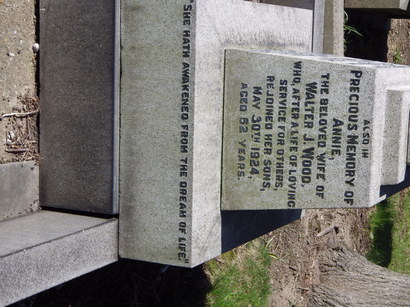 ALSO IN
PRECIOUS MEMORY OF
ANNIE,
THE BELOVED WIFE OF
WALTER J. WOOD,
WHO, AFTER A LIFE OF LOVING
SERVICE FOR OTHERS,
REJOINED HER SONS,
MAY 30TH 1924,
AGED 52 YEARS.
"SHE HATH AWAKENED FROM THE DREAM OF LIFE."